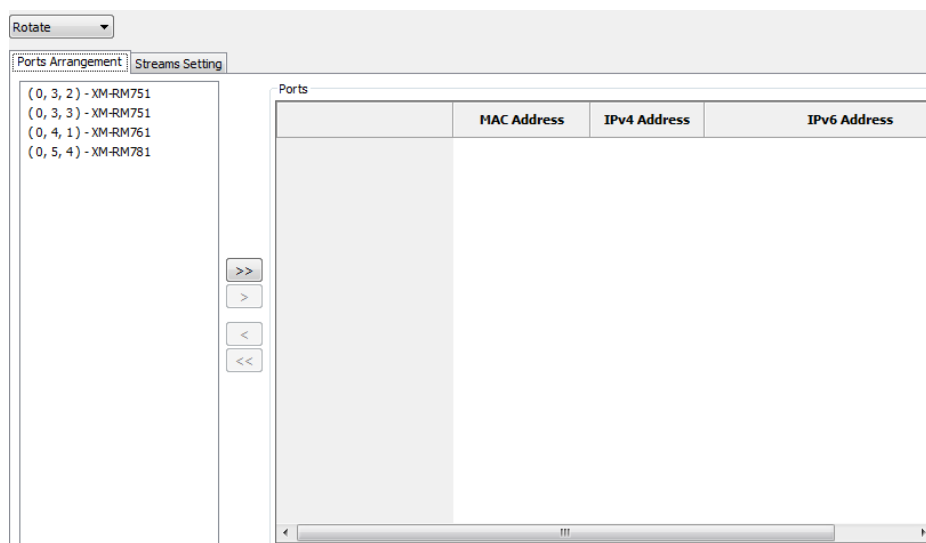 Rotate
Ports Arrangement Streams Setting
( 0, 3, 2 ) - XM-RM751
( 0, 3, 3 ) - XM-RM751
( 0, 4, 1 ) - XM-RM761
( 0, 5, 4 ) - XM-RM781
>>
>
<
<<
Ports
MAC Address IPv4 Address IPv6 Address